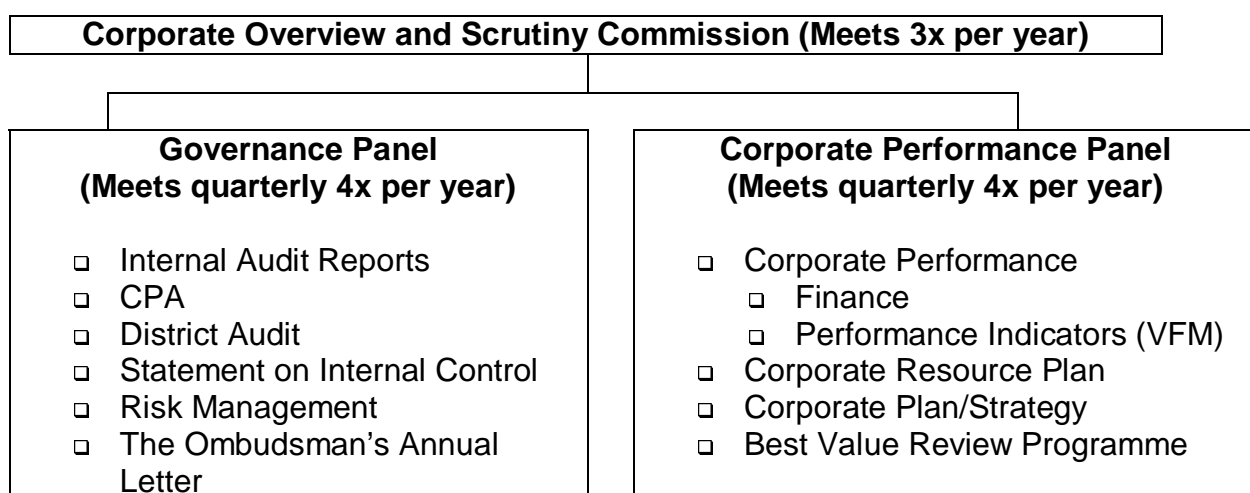 Corporate Overview and Scrutiny Commission (Meets 3x per year)
Governance Panel
(Meets quarterly 4x per year)
Internal Audit Reports
CPA
District Audit
Statement on Internal Control
Risk Management
The Ombudsman’s Annual
Letter
Corporate Performance Panel
(Meets quarterly 4x per year)
Corporate Performance
Finance
Performance Indicators (VFM)
Corporate Resource Plan
Corporate Plan/Strategy
Best Value Review Programme